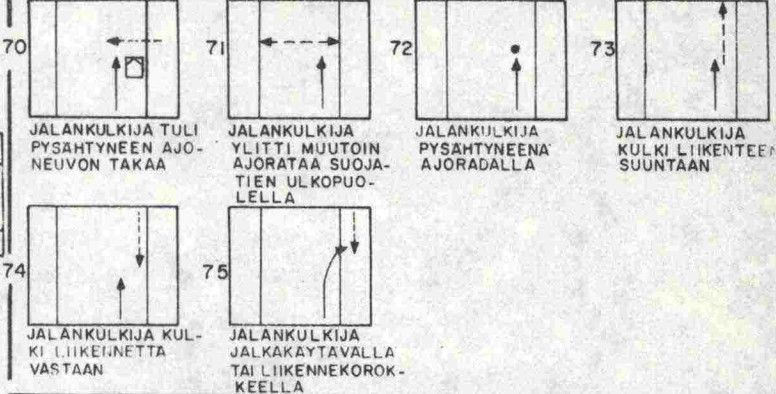 70
JALANKULKIJA TULI
PYSÄHTYNEEN AJO-
NEUVON TAKAA
71
JALANKULKIJA
YLITTI MUUTOIN
AJORATAA SUOJA-
TIEN ULKOPUO-
LELLA
72
JALANKULKIJA
PYSÄHTYNEENÄ
AJORADALLA
73
JALANKULKIJA
KULKI LIIKENTEEN
SUUNTAAN
74
JALANKULKIJA KUL-
KI LIIKENNETTÄ
VASTAAN
75
JALANKULKIJA
JALKAKÄYTÄVÄLLÄ
TAI LIIKENNEKOROK-
KEELLA